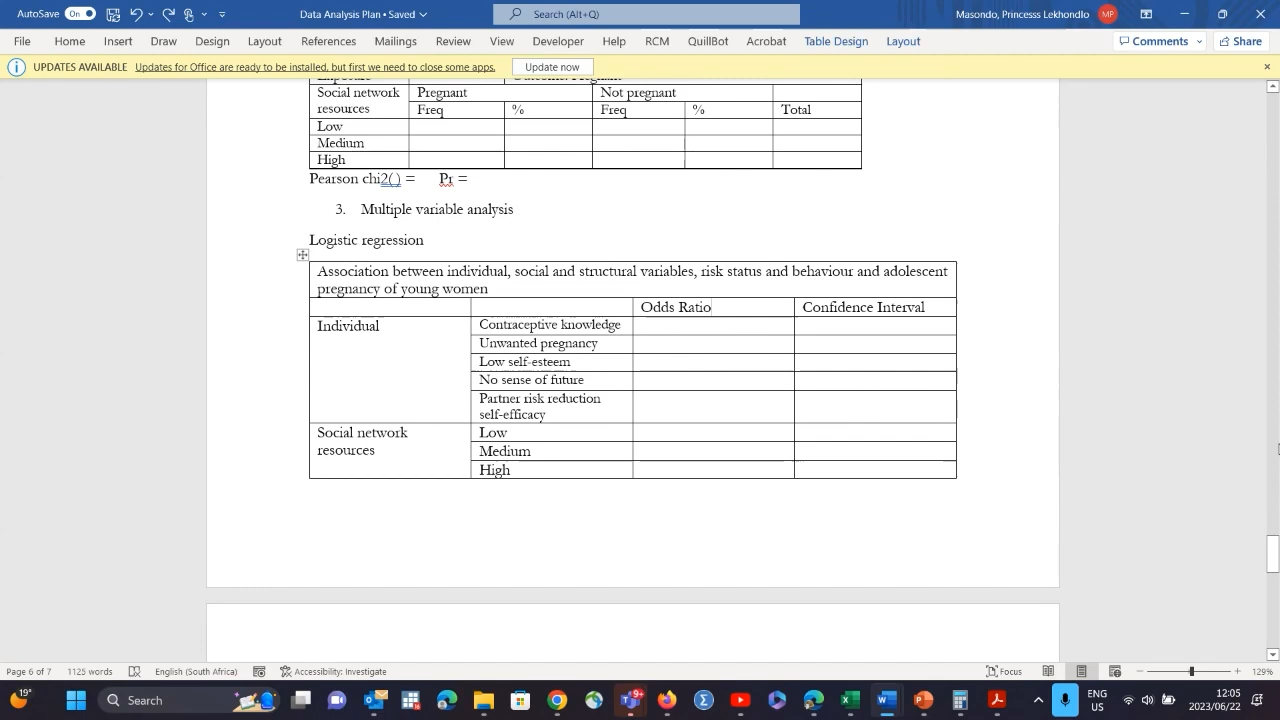 AutoSave On Data Analysis Plan • Saved Search (Alt+Q) Masondo, Princesss Lekhondlo MP
File Home Insert Draw Design Layout References Mailings Review View Developer Help RCM QuillBot Acrobat Table Design Layout Comments Share
UPDATES AVAILABLE Updates for Office are ready to be installed, but first we need to close some apps. Update now
Social network resources Pregnant Not pregnant
Freq % Freq % Total
Low
Medium
High
Pearson chi2( ) = Pr =
3. Multiple variable analysis
Logistic regression
Association between individual, social and structural variables, risk status and behaviour and adolescent
pregnancy of young women
Odds Ratio Confidence Interval
Individual Contraceptive knowledge
Unwanted pregnancy
Low self-esteem
No sense of future
Partner risk reduction
self-efficacy
Social network Low
resources Medium
High
Page 6 of 7 1125 words English (South Africa) Accessibility: Investigate Focus 129%
19° Search 9+ ENG 12:05
US 2023/06/22